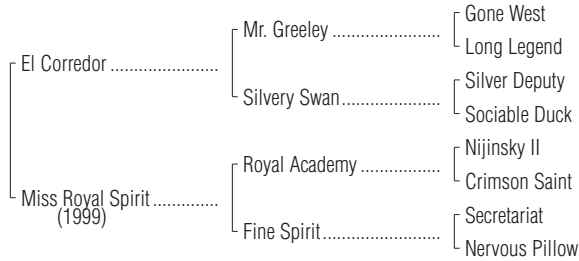 Gone West
Mr. Greeley ........................
Long Legend
El Corredor ........................
Silver Deputy
Silvery Swan ......................
Sociable Duck
Nijinsky II
Royal Academy ..................
Crimson Saint
Miss Royal Spirit ..............
(1999)
Secretariat
Fine Spirit ..........................
Nervous Pillow